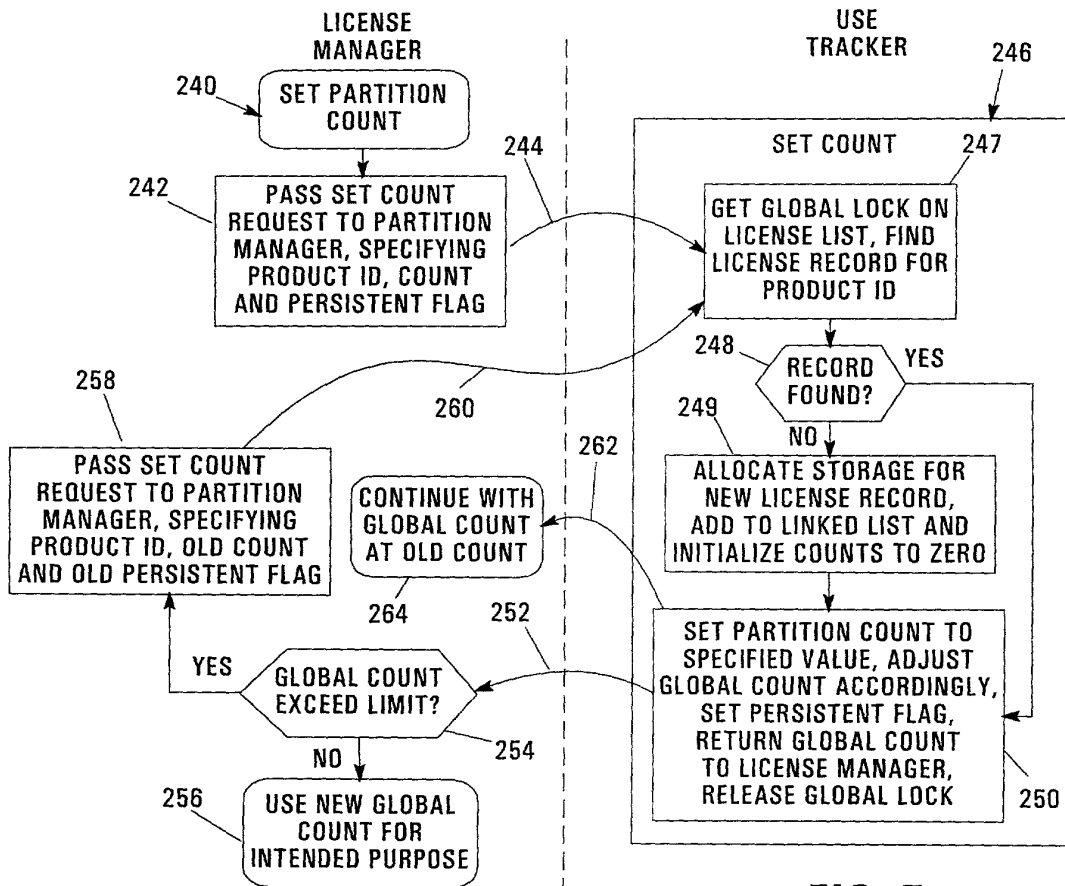 LICENSE
MANAGER
USE
TRACKER
240
SET PARTITION
COUNT
246
SET COUNT
247
242
PASS SET COUNT
REQUEST TO PARTITION
MANAGER, SPECIFYING
PRODUCT ID, COUNT
AND PERSISTENT FLAG
244
GET GLOBAL LOCK ON
LICENSE LIST, FIND
LICENSE RECORD FOR
PRODUCT ID
248
RECORD
FOUND?
YES
NO
258
260
249
262
PASS SET COUNT
REQUEST TO PARTITION
MANAGER, SPECIFYING
PRODUCT ID, OLD COUNT
AND OLD PERSISTENT FLAG
CONTINUE WITH
GLOBAL COUNT
AT OLD COUNT
264
ALLOCATE STORAGE FOR
NEW LICENSE RECORD,
ADD TO LINKED LIST AND
INITIALIZE COUNTS TO ZERO
252
YES
GLOBAL COUNT
EXCEED LIMIT?
254
NO
SET PARTITION COUNT TO
SPECIFIED VALUE, ADJUST
GLOBAL COUNT ACCORDINGLY,
SET PERSISTENT FLAG,
RETURN GLOBAL COUNT
TO LICENSE MANAGER,
RELEASE GLOBAL LOCK
250
256
USE NEW GLOBAL
COUNT FOR
INTENDED PURPOSE